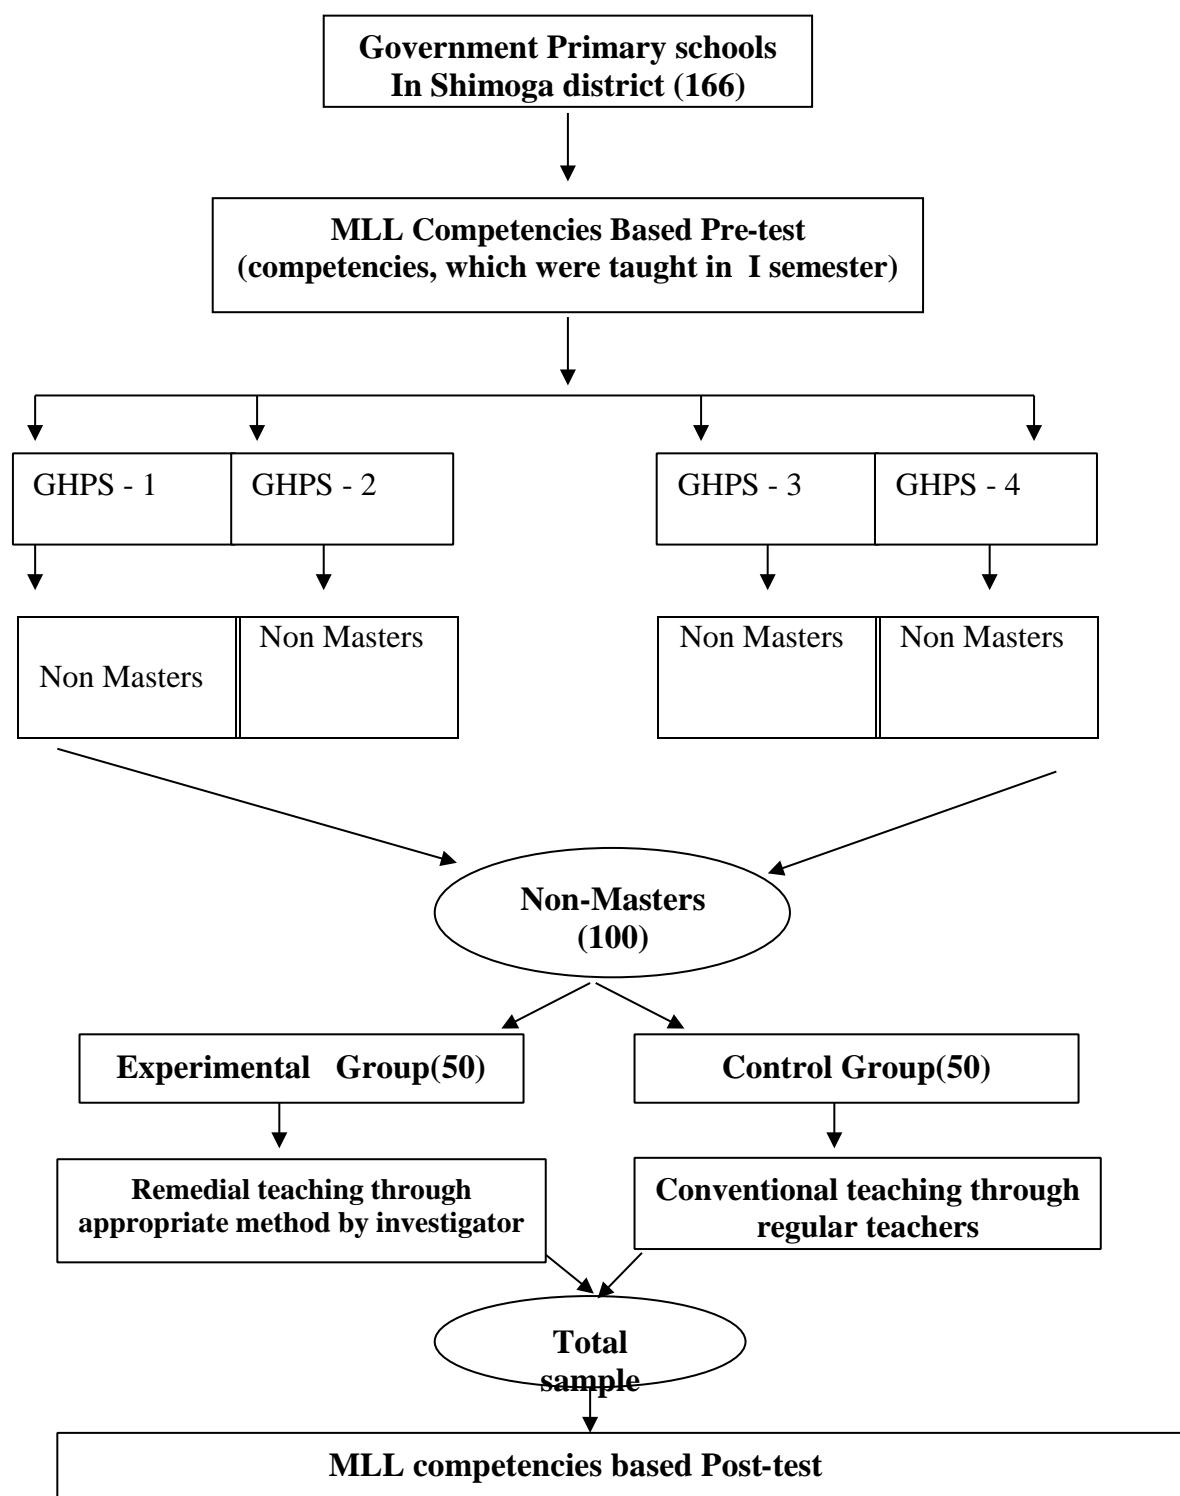 Government Primary schools
In Shimoga district (166)
MLL Competencies Based Pre-test
(competencies, which were taught in I semester)
GHPS - 1
GHPS - 2
GHPS - 3
GHPS - 4
Non Masters
Non Masters
Non Masters
Non Masters
Non-Masters
(100)
Experimental Group(50)
Control Group(50)
Remedial teaching through
appropriate method by investigator
Conventional teaching through
regular teachers
Total
sample
MLL competencies based Post-test